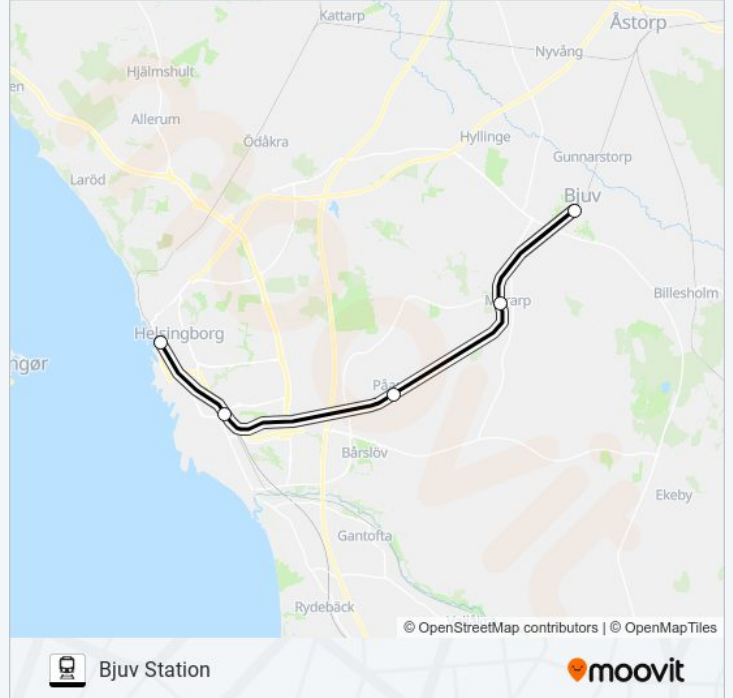 Kattarp
Åstorp
Nyvång
Hjälmshult
Allerum
Ödåkra
Hyllinge
Gunnarstorp
Laröd
Bjuv
Billesholm
Helsingborg
ngør
Bårslöv
Ekeby
Gantofta
Rydebäck
© OpenStreetMap contributors | © OpenMapTiles
Bjuv Station
moovit